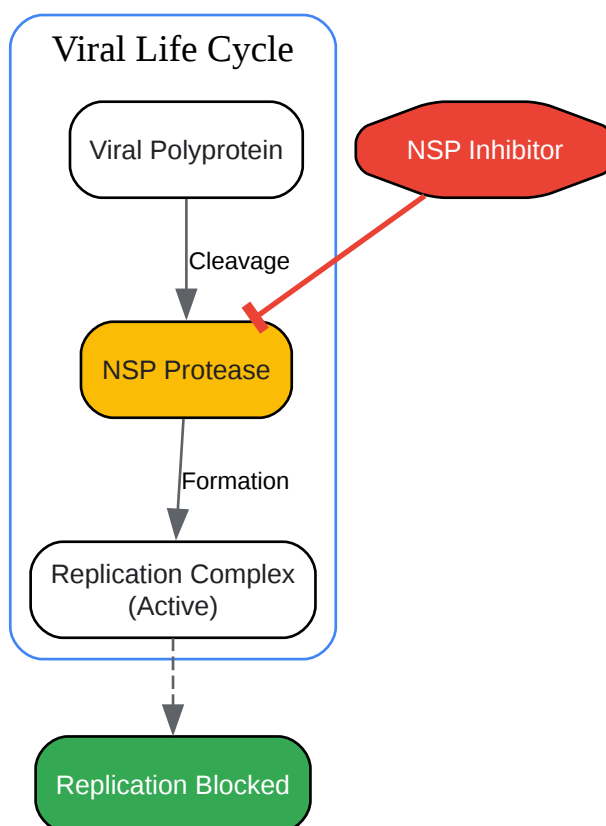 Viral Life Cycle
Viral Polyprotein
NSP Inhibitor
Cleavage
NSP Protease
Formation
Replication Complex
(Active)
Replication Blocked